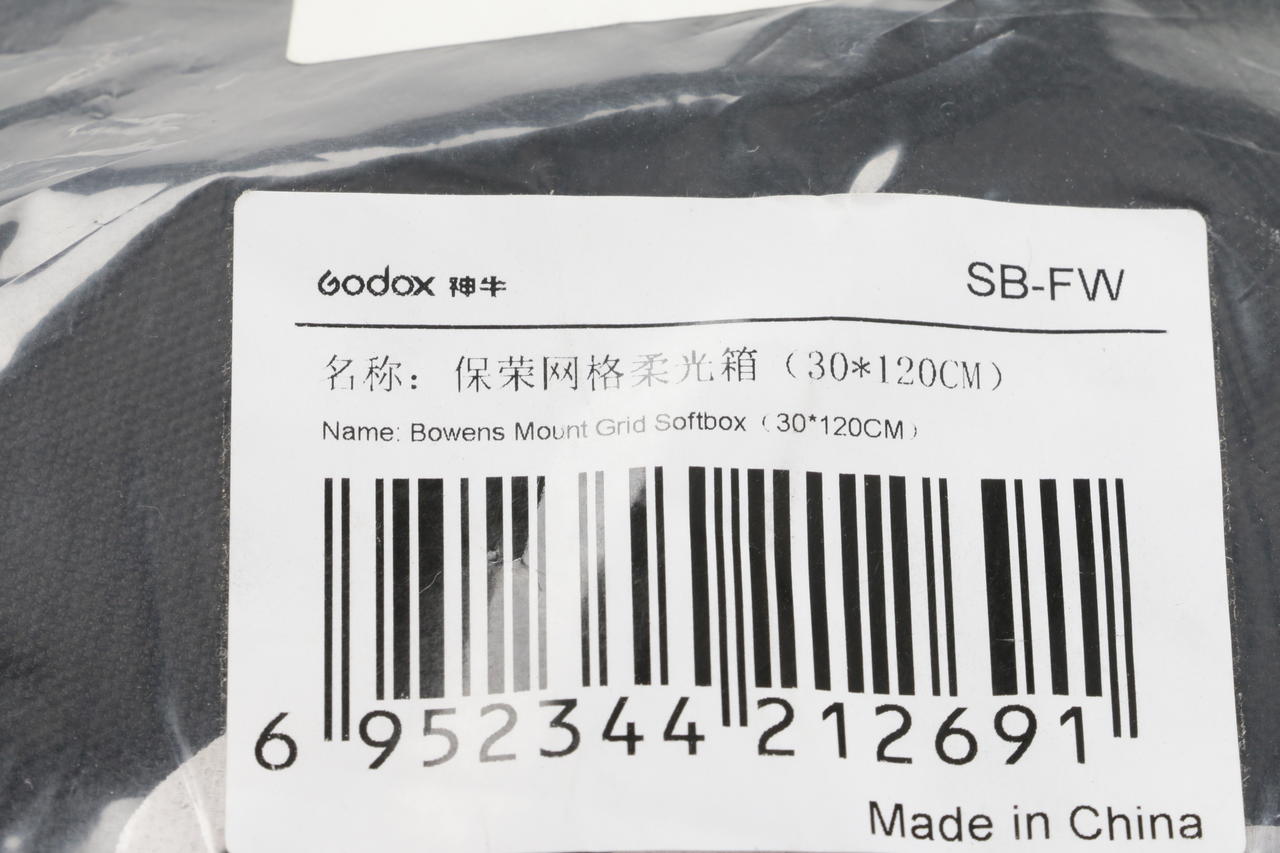 Godox 神牛 SB-FW
名称：保荣网格柔光箱（30*120CM）
Name: Bowens Mount Grid Softbox（30*120CM）
6 952344 212691
Made in China